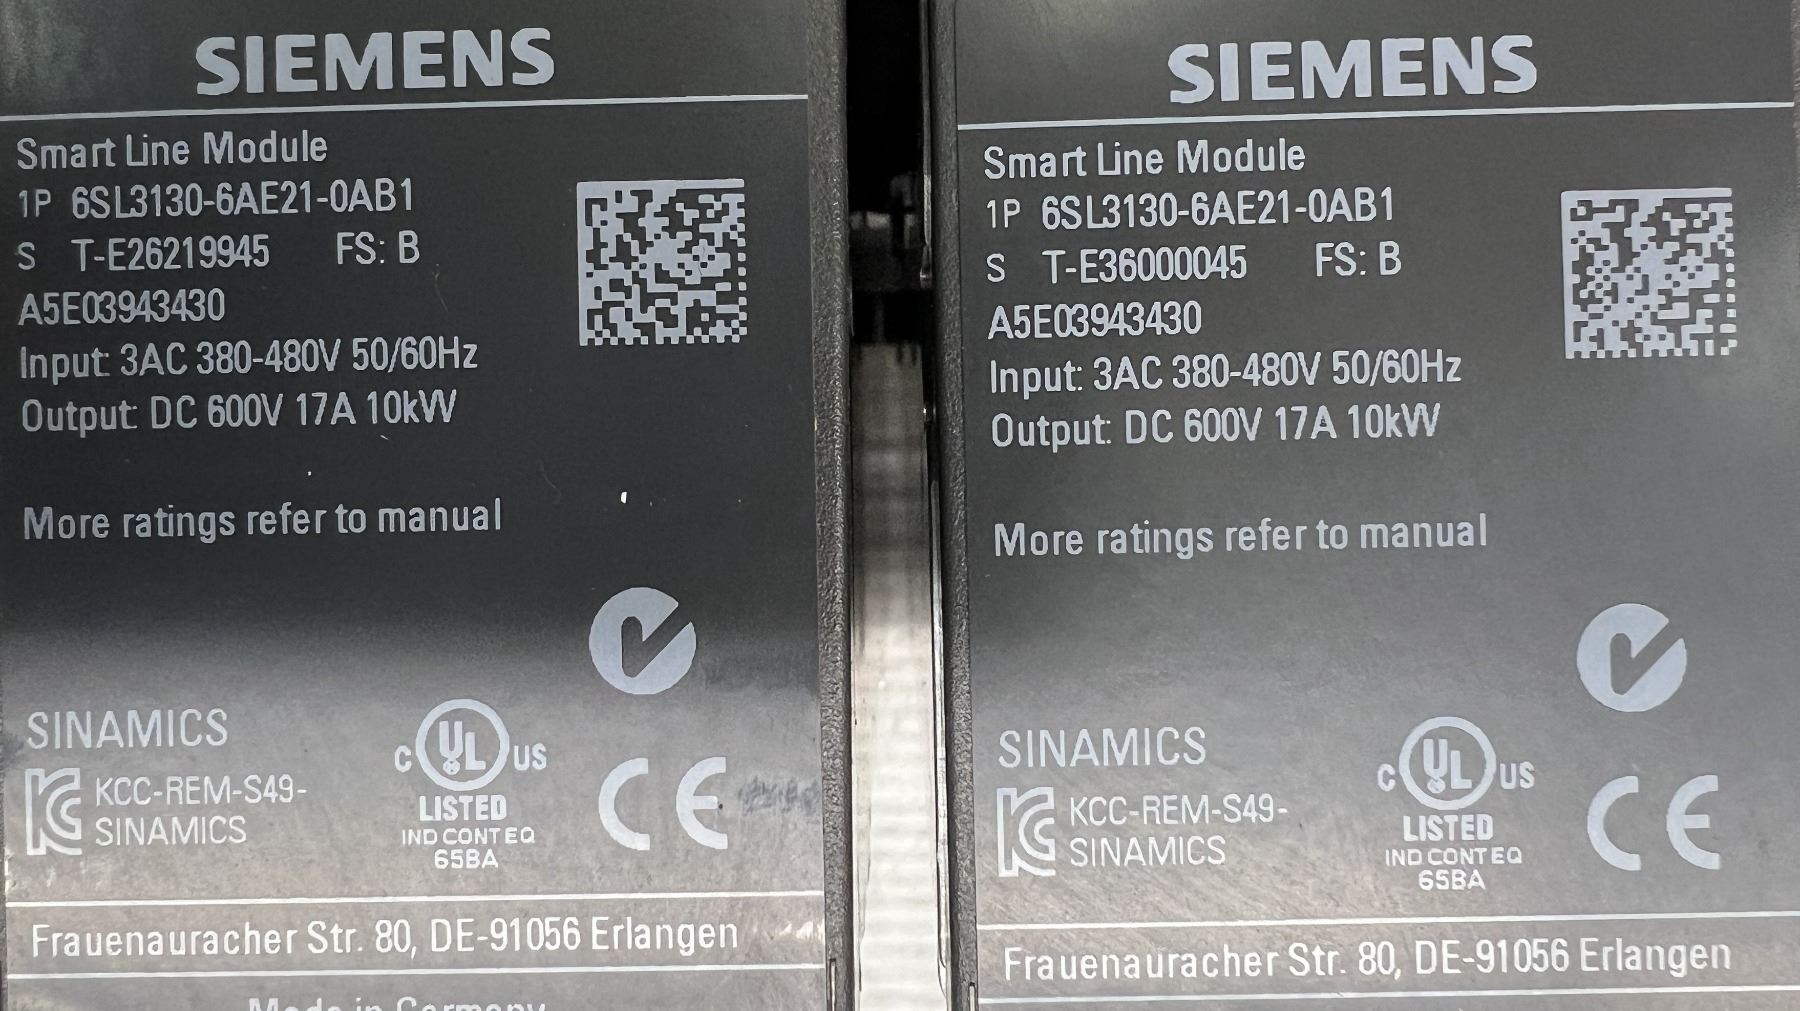 SIEMENS
Smart Line Module
1P 6SL3130-6AE21-0AB1
S T-E26219945 FS: B
A5E03943430
Input: 3AC 380-480V 50/60Hz
Output: DC 600V 17A 10kW
More ratings refer to manual
SINAMICS
KCC-REM-S49-
SINAMICS
C UL US
LISTED
IND CONT EQ
65BA
CE
Frauenauracher Str. 80, DE-91056 Erlangen
Made in Germany
SIEMENS
Smart Line Module
1P 6SL3130-6AE21-0AB1
S T-E36000045 FS: B
A5E03943430
Input: 3AC 380-480V 50/60Hz
Output: DC 600V 17A 10kW
More ratings refer to manual
SINAMICS
KCC-REM-S49-
SINAMICS
C UL US
LISTED
IND CONT EQ
65BA
CE
Frauenauracher Str. 80, DE-91056 Erlangen